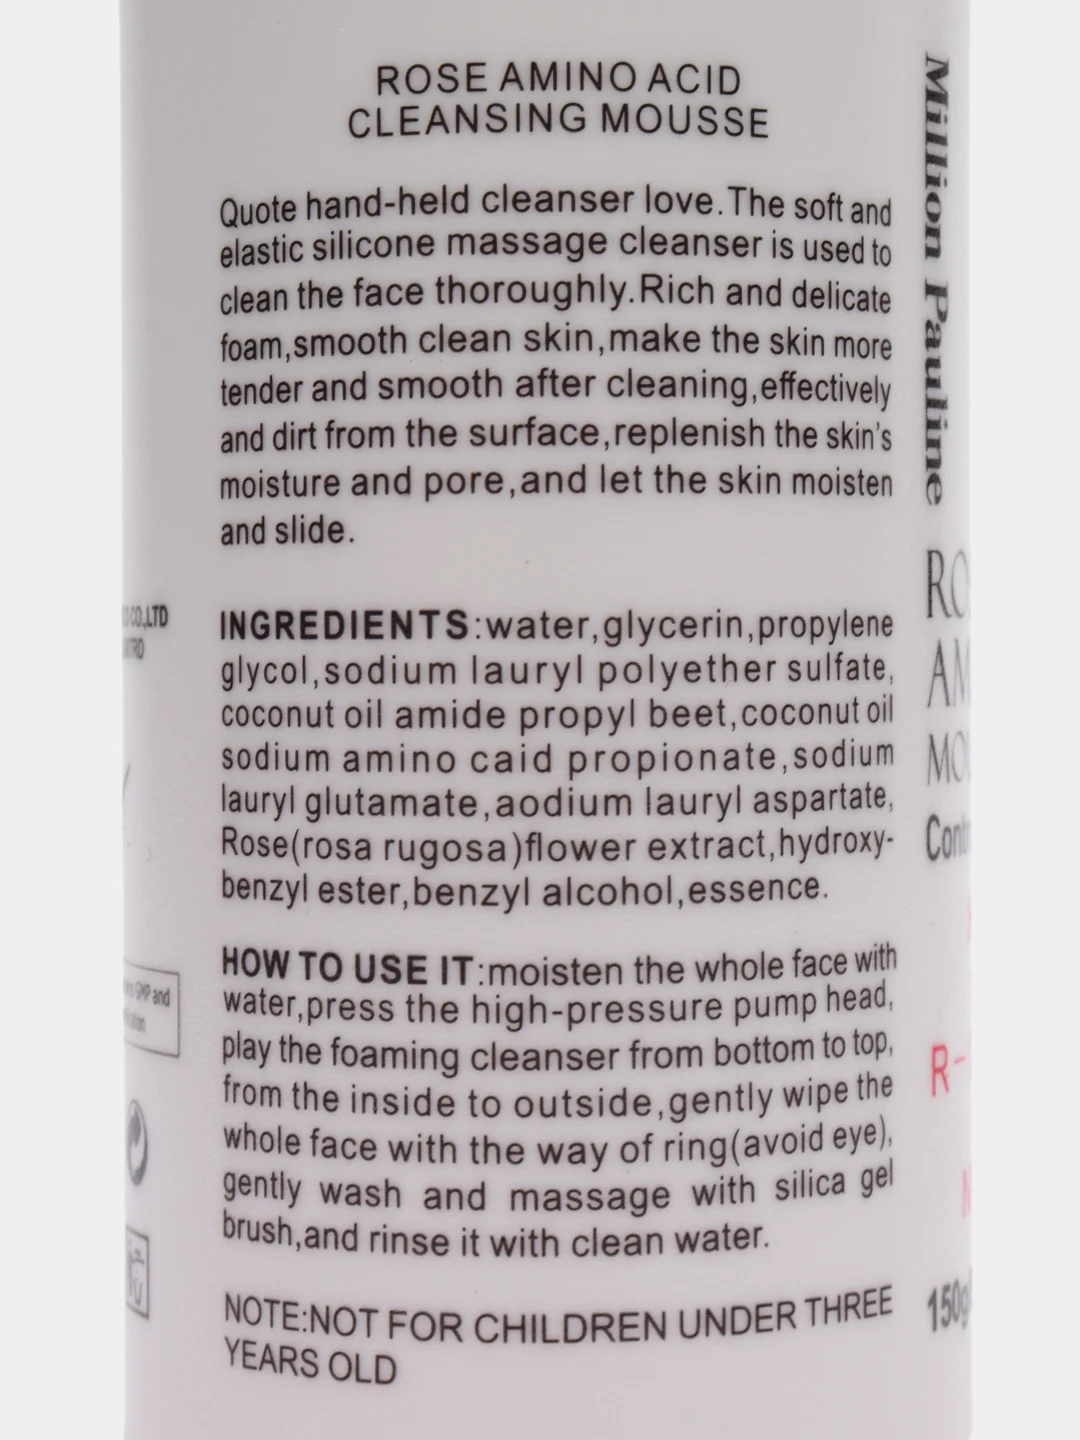 ROSE AMINO ACID
CLEANSING MOUSSE
Quote hand-held cleanser love.The soft and
elastic silicone massage cleanser is used to
clean the face thoroughly.Rich and delicate
foam,smooth clean skin,make the skin more
tender and smooth after cleaning,effectively
and dirt from the surface,replenish the skin's
moisture and pore,and let the skin moisten
and slide.
INGREDIENTS:water,glycerin,propylene
glycol,sodium lauryl polyether sulfate,
coconut oil amide propyl beet,coconut oil
sodium amino caid propionate,sodium
lauryl glutamate,aodium lauryl aspartate,
Rose(rosa rugosa)flower extract,hydroxy-
benzyl ester,benzyl alcohol,essence.
HOW TO USE IT:moisten the whole face with
water,press the high-pressure pump head,
play the foaming cleanser from bottom to top,
from the inside to outside,gently wipe the
whole face with the way of ring(avoid eye),
gently wash and massage with silica gel
brush,and rinse it with clean water.
NOTE:NOT FOR CHILDREN UNDER THREE
YEARS OLD
Million Pauline
CO.,LTD
GMP and
150g